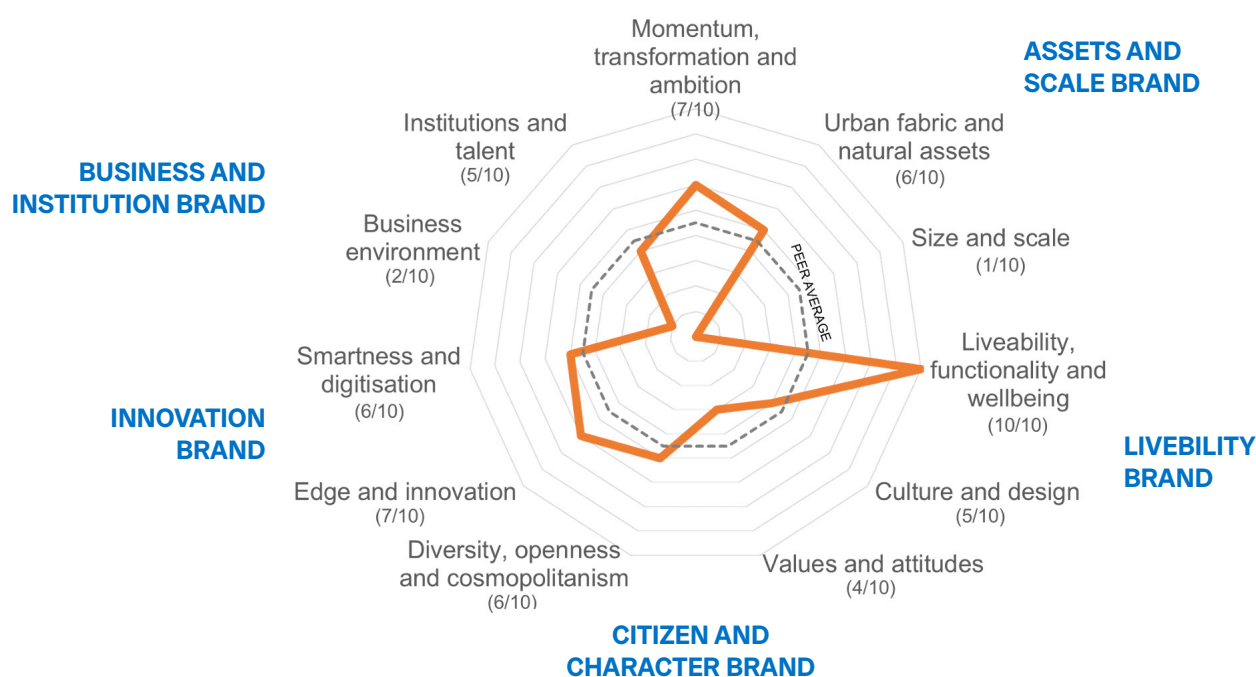 Momentum,
transformation and
ambition
(7/10)
ASSETS AND
SCALE BRAND
Urban fabric and
natural assets
(6/10)
Institutions and
talent
(5/10)
BUSINESS AND
INSTITUTION BRAND
Business
environment
(2/10)
Size and scale
(1/10)
PEER AVERAGE
Liveability,
functionality and
wellbeing
(10/10)
Smartness and
digitisation
(6/10)
INNOVATION
BRAND
LIVEBILITY
BRAND
Edge and innovation
(7/10)
Culture and design
(5/10)
Diversity, openness
and cosmopolitanism
(6/10)
Values and attitudes
(4/10)
CITIZEN AND
CHARACTER BRAND